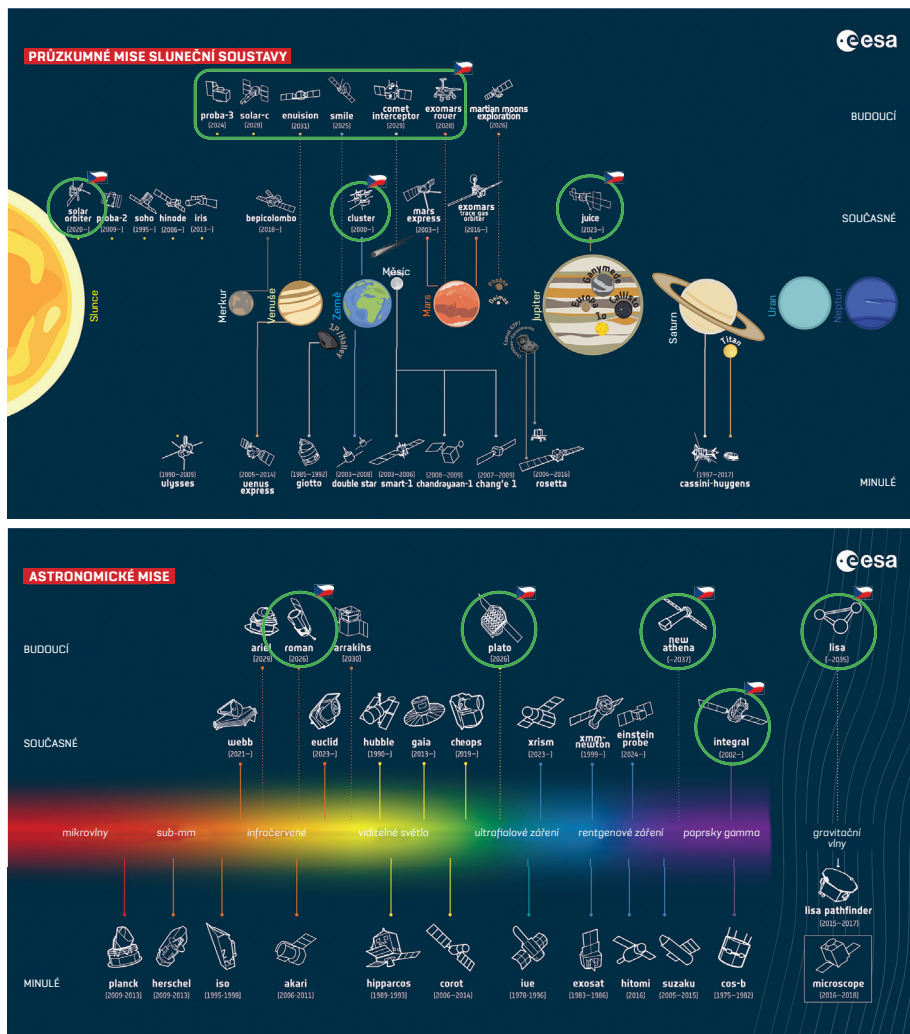 esa
PRŮZKUMNÉ MISE SLUNEČNÍ SOUSTAVY
proba-3
(2024)
solar-c
(2028)
envision
(2031)
smile
(2025)
comet
interceptor
(2029)
exomars
rover
(2028)
martian moons
exploration
(2026)
BUDOUCÍ
solar
orbiter
(2020–)
proba-2
(2009–)
soho
(1995–)
hinode
(2006–)
iris
(2013–)
bepicolombo
(2018–)
cluster
(2000–)
mars
express
(2003–)
exomars
trace gas
orbiter
(2016–)
juice
(2023–)
SOUČASNÉ
Slunce
Merkur
Venuše
1P/Halley
Země
Měsíc
Mars
Phobos
Deimos
Jupiter
Ganymede
Europa
Callisto
Io
Saturn
Titan
Uran
Neptun
(1990–2009)
ulysses
(2005–2014)
venus
express
(1985–1992)
giotto
(2003–2008)
double star
(2003–2006)
smart-1
(2008–2009)
chandrayaan-1
(2007–2009)
chang'e 1
(2004–2016)
rosetta
(1997–2017)
cassini-huygens
MINULÉ
esa
ASTRONOMICKÉ MISE
BUDOUCÍ
ariel
(2029)
roman
(2026)
arrakihs
(2030)
plato
(2026)
new
athena
(~2037)
lisa
(~2035)
SOUČASNÉ
webb
(2021–)
euclid
(2023–)
hubble
(1990–)
gaia
(2013–)
cheops
(2019–)
xrism
(2023–)
xmm-
newton
(1999–)
einstein
probe
(2024–)
integral
(2002–)
mikrovlny
sub-mm
infračervené
viditelné světlo
ultrafialové záření
rentgenové záření
paprsky gamma
gravitační
vlny
lisa pathfinder
(2015–2017)
MINULÉ
planck
(2009-2013)
herschel
(2009-2013)
iso
(1995-1998)
akari
(2006-2011)
hipparcos
(1989-1993)
corot
(2006–2014)
iue
(1978-1996)
exosat
(1983–1986)
hitomi
(2016)
suzaku
(2005–2015)
cos-b
(1975–1982)
microscope
(2016–2018)